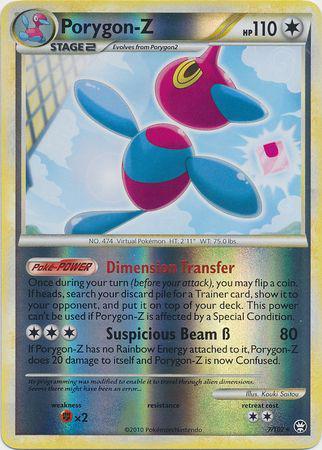 Porygon-Z
HP110
STAGE2
Evolves from Porygon2
NO. 474 Virtual Pokémon HT: 2'11" WT: 75.0 lbs.
Poké-POWER Dimension Transfer
Once during your turn (before your attack), you may flip a coin.
If heads, search your discard pile for a Trainer card, show it to
your opponent, and put it on top of your deck. This power
can't be used if Porygon-Z is affected by a Special Condition.
Suspicious Beam β 80
If Porygon-Z has no Rainbow Energy attached to it, Porygon-Z
does 20 damage to itself and Porygon-Z is now Confused.
Its programming was modified to enable it to travel through alien dimensions.
Seems there might have been an error...
Illus. Kouki Saitou
weakness resistance retreat cost
×2
©2010 Pokémon/Nintendo
7/102 ★